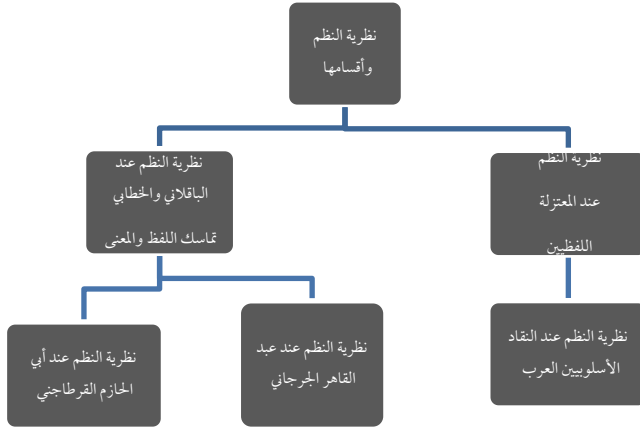 نظرية النظم
وأقسامها
نظرية النظم
عند المعتزلة
اللفظيين
نظرية النظم عند
الباقلاني والخطابي
تماسك اللفظ والمعنى
نظرية النظم عند النقاد
الأسلوبيين العرب
نظرية النظم عند عبد
القاهر الجرجاني
نظرية النظم عند أبي
الحازم القرطاجني